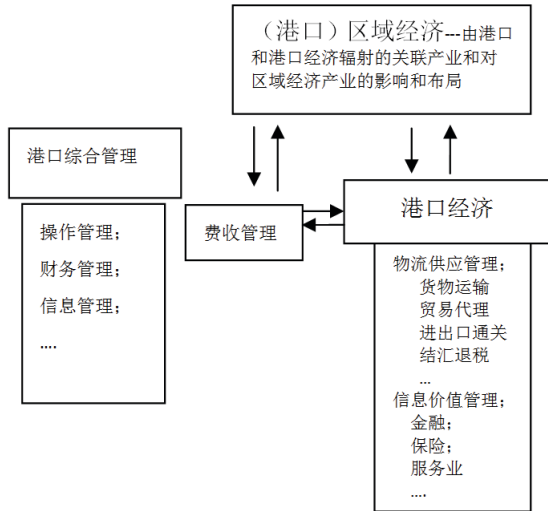 （港口）区域经济---由港口
和港口经济辐射的关联产业和对
区域经济产业的影响和布局
港口综合管理
操作管理；
财务管理；
信息管理；
....
费收管理
港口经济
物流供应管理；
货物运输
贸易代理
进出口通关
结汇退税
...
信息价值管理；
金融；
保险；
服务业
....